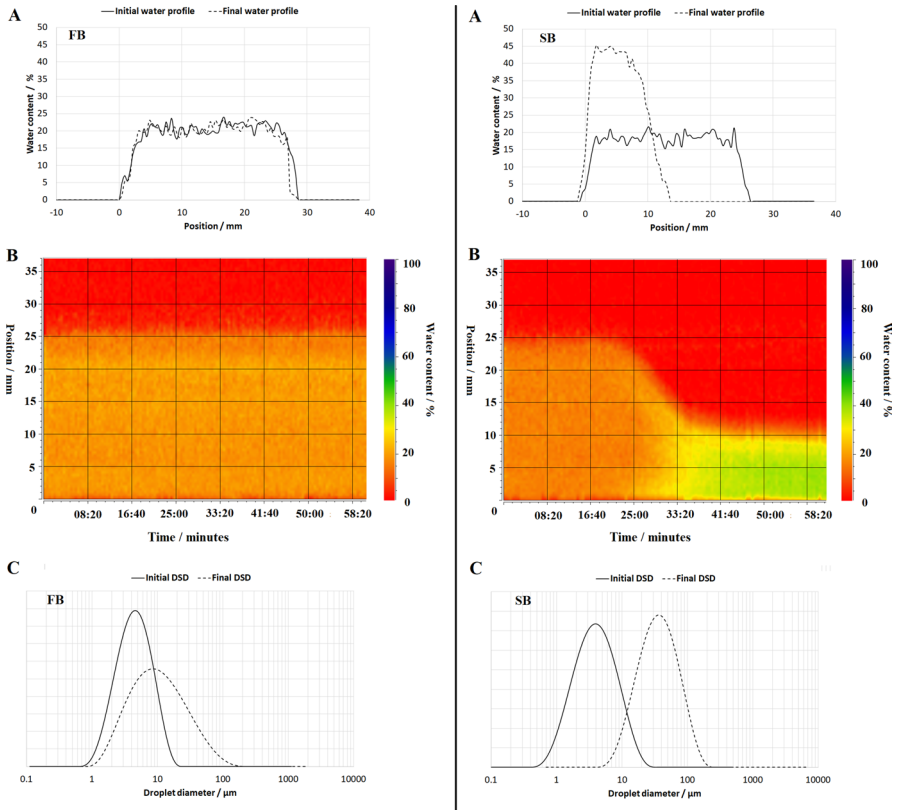 A
Initial water profile Final water profile
FB
50
45
40
35
30
25
20
15
10
5
0
Water content / %
-10 0 10 20 30 40
Position / mm
A
Initial water profile Final water profile
SB
50
45
40
35
30
25
20
15
10
5
0
Water content / %
-10 0 10 20 30 40
Position / mm
B
35
30
25
20
15
10
5
0
Position / mm
08:20 16:40 25:00 33:20 41:40 50:00 58:20
Time / minutes
100
80
60
40
20
0
Water content / %
B
35
30
25
20
15
10
5
0
Position / mm
08:20 16:40 25:00 33:20 41:40 50:00 58:20
Time / minutes
100
80
60
40
20
0
Water content / %
C
Initial DSD Final DSD
FB
0.1 1 10 100 1000 10000
Droplet diameter / μm
C
Initial DSD Final DSD
SB
0.1 1 10 100 1000 10000
Droplet diameter / μm